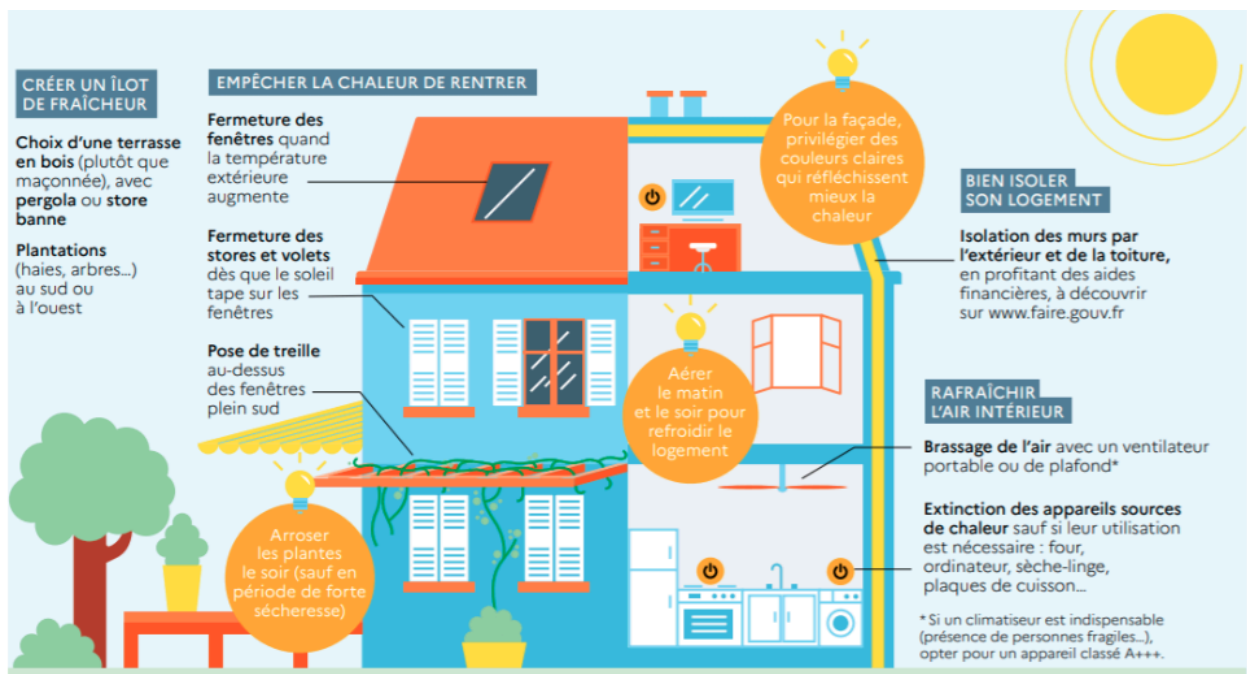 CRÉER UN ÎLOT
DE FRAÎCHEUR
Choix d'une terrasse
en bois (plutôt que
maçonnée), avec
pergola ou store
banne
Plantations
(haies, arbres...)
au sud ou
à l'ouest
EMPÊCHER LA CHALEUR DE RENTRER
Fermeture des
fenêtres quand
la température
extérieure
augmente
Fermeture des
stores et volets
dès que le soleil
tape sur les
fenêtres
Pose de treille
au-dessus
des fenêtres
plein sud
Arroser
les plantes
le soir (sauf en
période de forte
sécheresse)
Pour la façade,
privilégier des
couleurs claires
qui réfléchissent
mieux la
chaleur
Aérer
le matin
et le soir pour
refroidir le
logement
BIEN ISOLER
SON LOGEMENT
Isolation des murs par
l'extérieur et de la toiture,
en profitant des aides
financières, à découvrir
sur www.faire.gouv.fr
RAFRAÎCHIR
L'AIR INTÉRIEUR
Brassage de l'air avec un ventilateur
portable ou de plafond*
Extinction des appareils sources
de chaleur sauf si leur utilisation
est nécessaire : four,
ordinateur, sèche-linge,
plaques de cuisson...
* Si un climatiseur est indispensable
(présence de personnes fragiles...),
opter pour un appareil classé A+++.